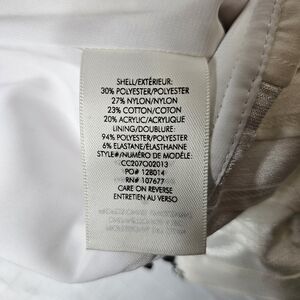 SHELL/EXTÉRIEUR:
30% POLYESTER/POLYESTER
27% NYLON/NYLON
23% COTTON/COTON
20% ACRYLIC/ACRYLIQUE
LINING/DOUBLURE:
94% POLYESTER/POLYESTER
6% ELASTANE/ÉLASTHANNE
STYLE#/NUMÉRO DE MODÈLE:
CC207O02013
PO# 128014
RN# 107677
CARE ON REVERSE
ENTRETIEN AU VERSO